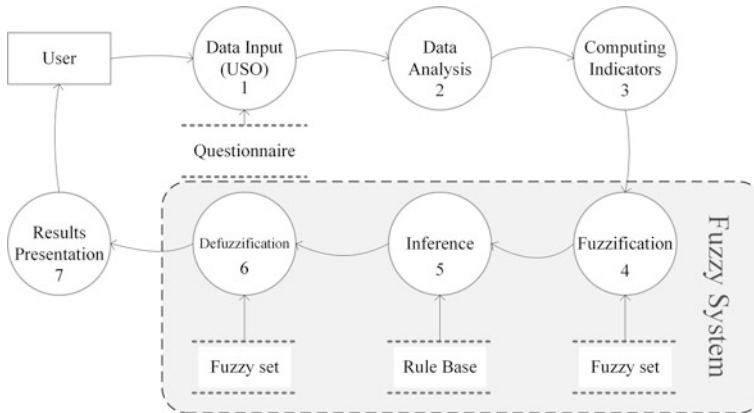 User
Data Input
(USO)
1
Data
Analysis
2
Computing
Indicators
3
Questionnaire
Results
Presentation
7
Defuzzification
6
Inference
5
Fuzzification
4
Fuzzy System
Fuzzy set
Rule Base
Fuzzy set